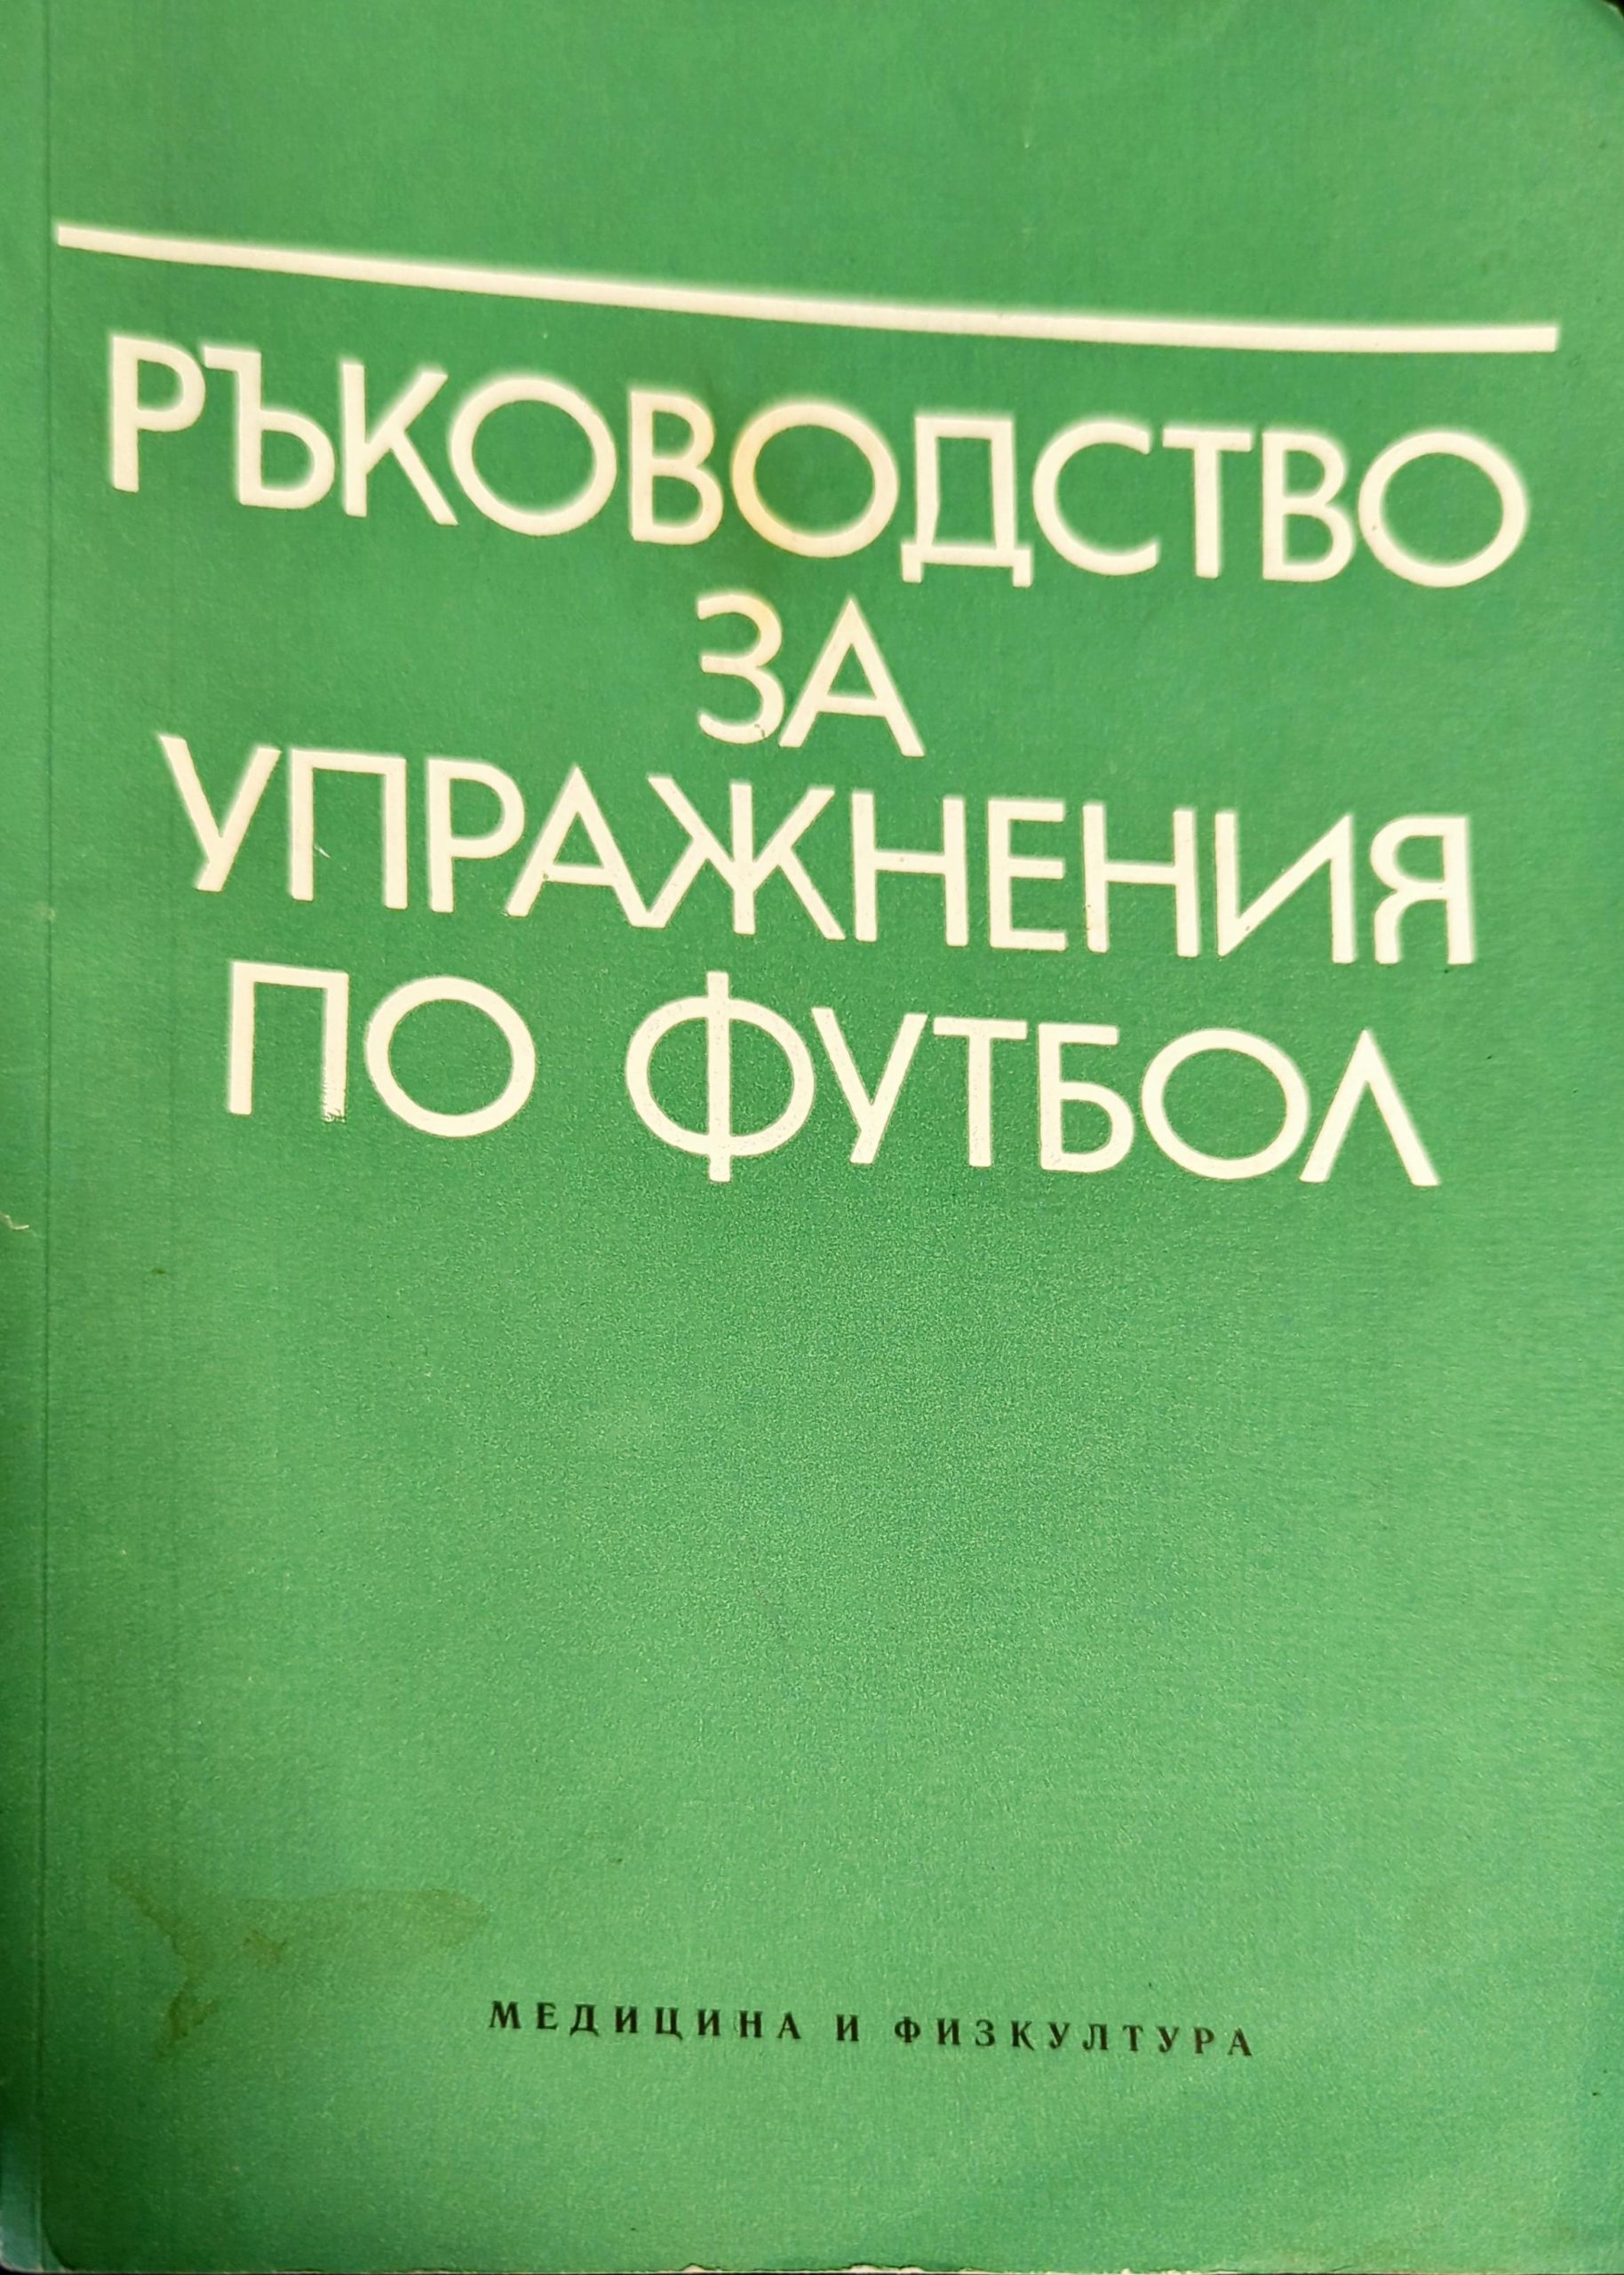 РЪКОВОДСТВО
ЗА
УПРАЖНЕНИЯ
ПО ФУТБОЛ
МЕДИЦИНА И ФИЗКУЛТУРА